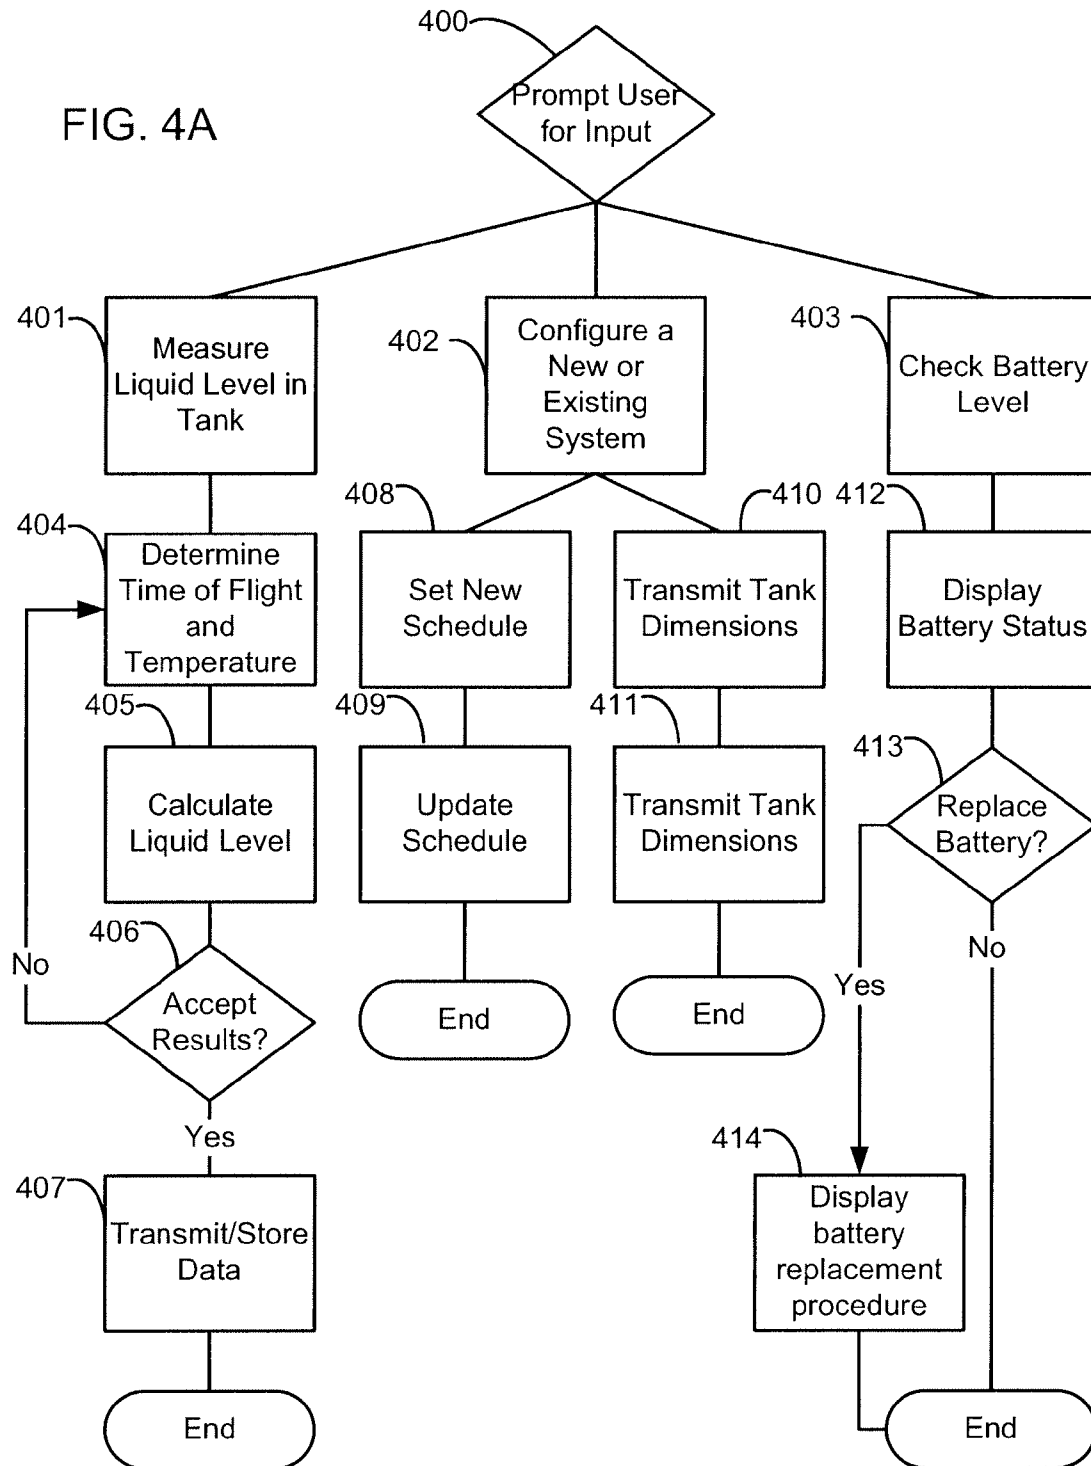 400
FIG. 4A
Prompt User
for Input
401
Measure
Liquid Level in
Tank
402
Configure a
New or
Existing
System
403
Check Battery
Level
404
Determine
Time of Flight
and
Temperature
408
Set New
Schedule
410
Transmit Tank
Dimensions
412
Display
Battery Status
405
Calculate
Liquid Level
409
Update
Schedule
411
Transmit Tank
Dimensions
413
Replace
Battery?
406
No
Accept
Results?
End
End
Yes
No
Yes
407
Transmit/Store
Data
414
Display
battery
replacement
procedure
End
End